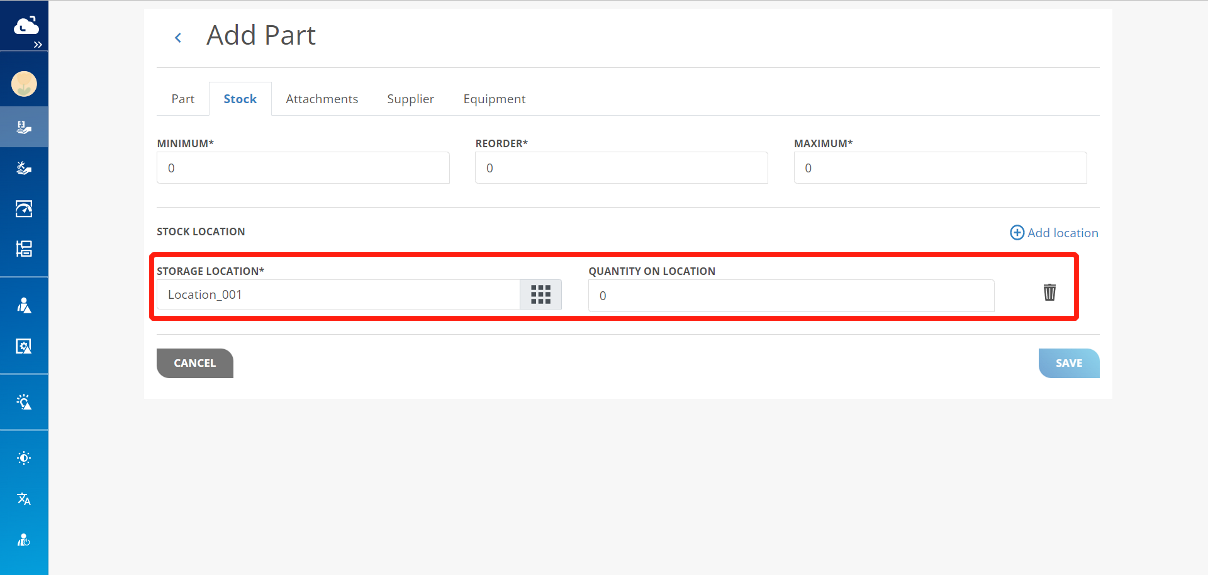 Add Part
Part Stock Attachments Supplier Equipment
MINIMUM* REORDER* MAXIMUM*
0 0 0
STOCK LOCATION Add location
STORAGE LOCATION* QUANTITY ON LOCATION
Location_001 0
CANCEL SAVE